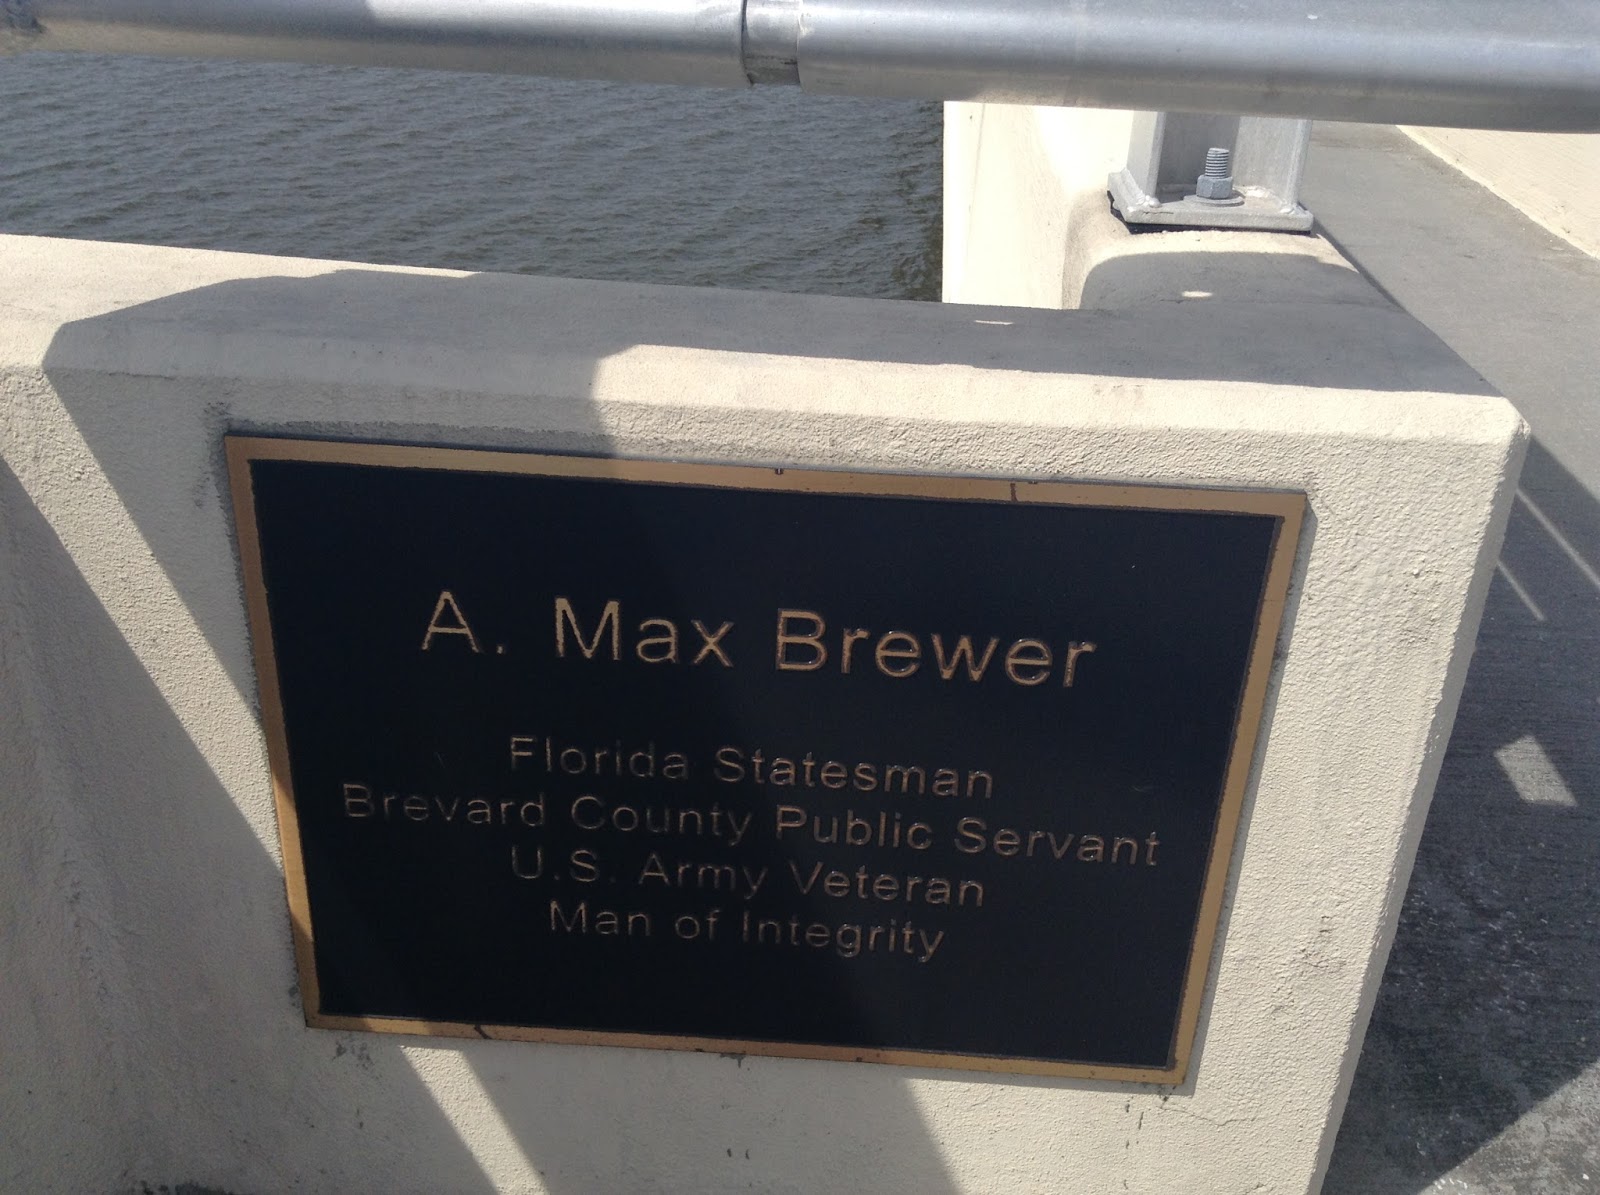 A. Max Brewer
Florida Statesman
Brevard County Public Servant
U.S. Army Veteran
Man of Integrity